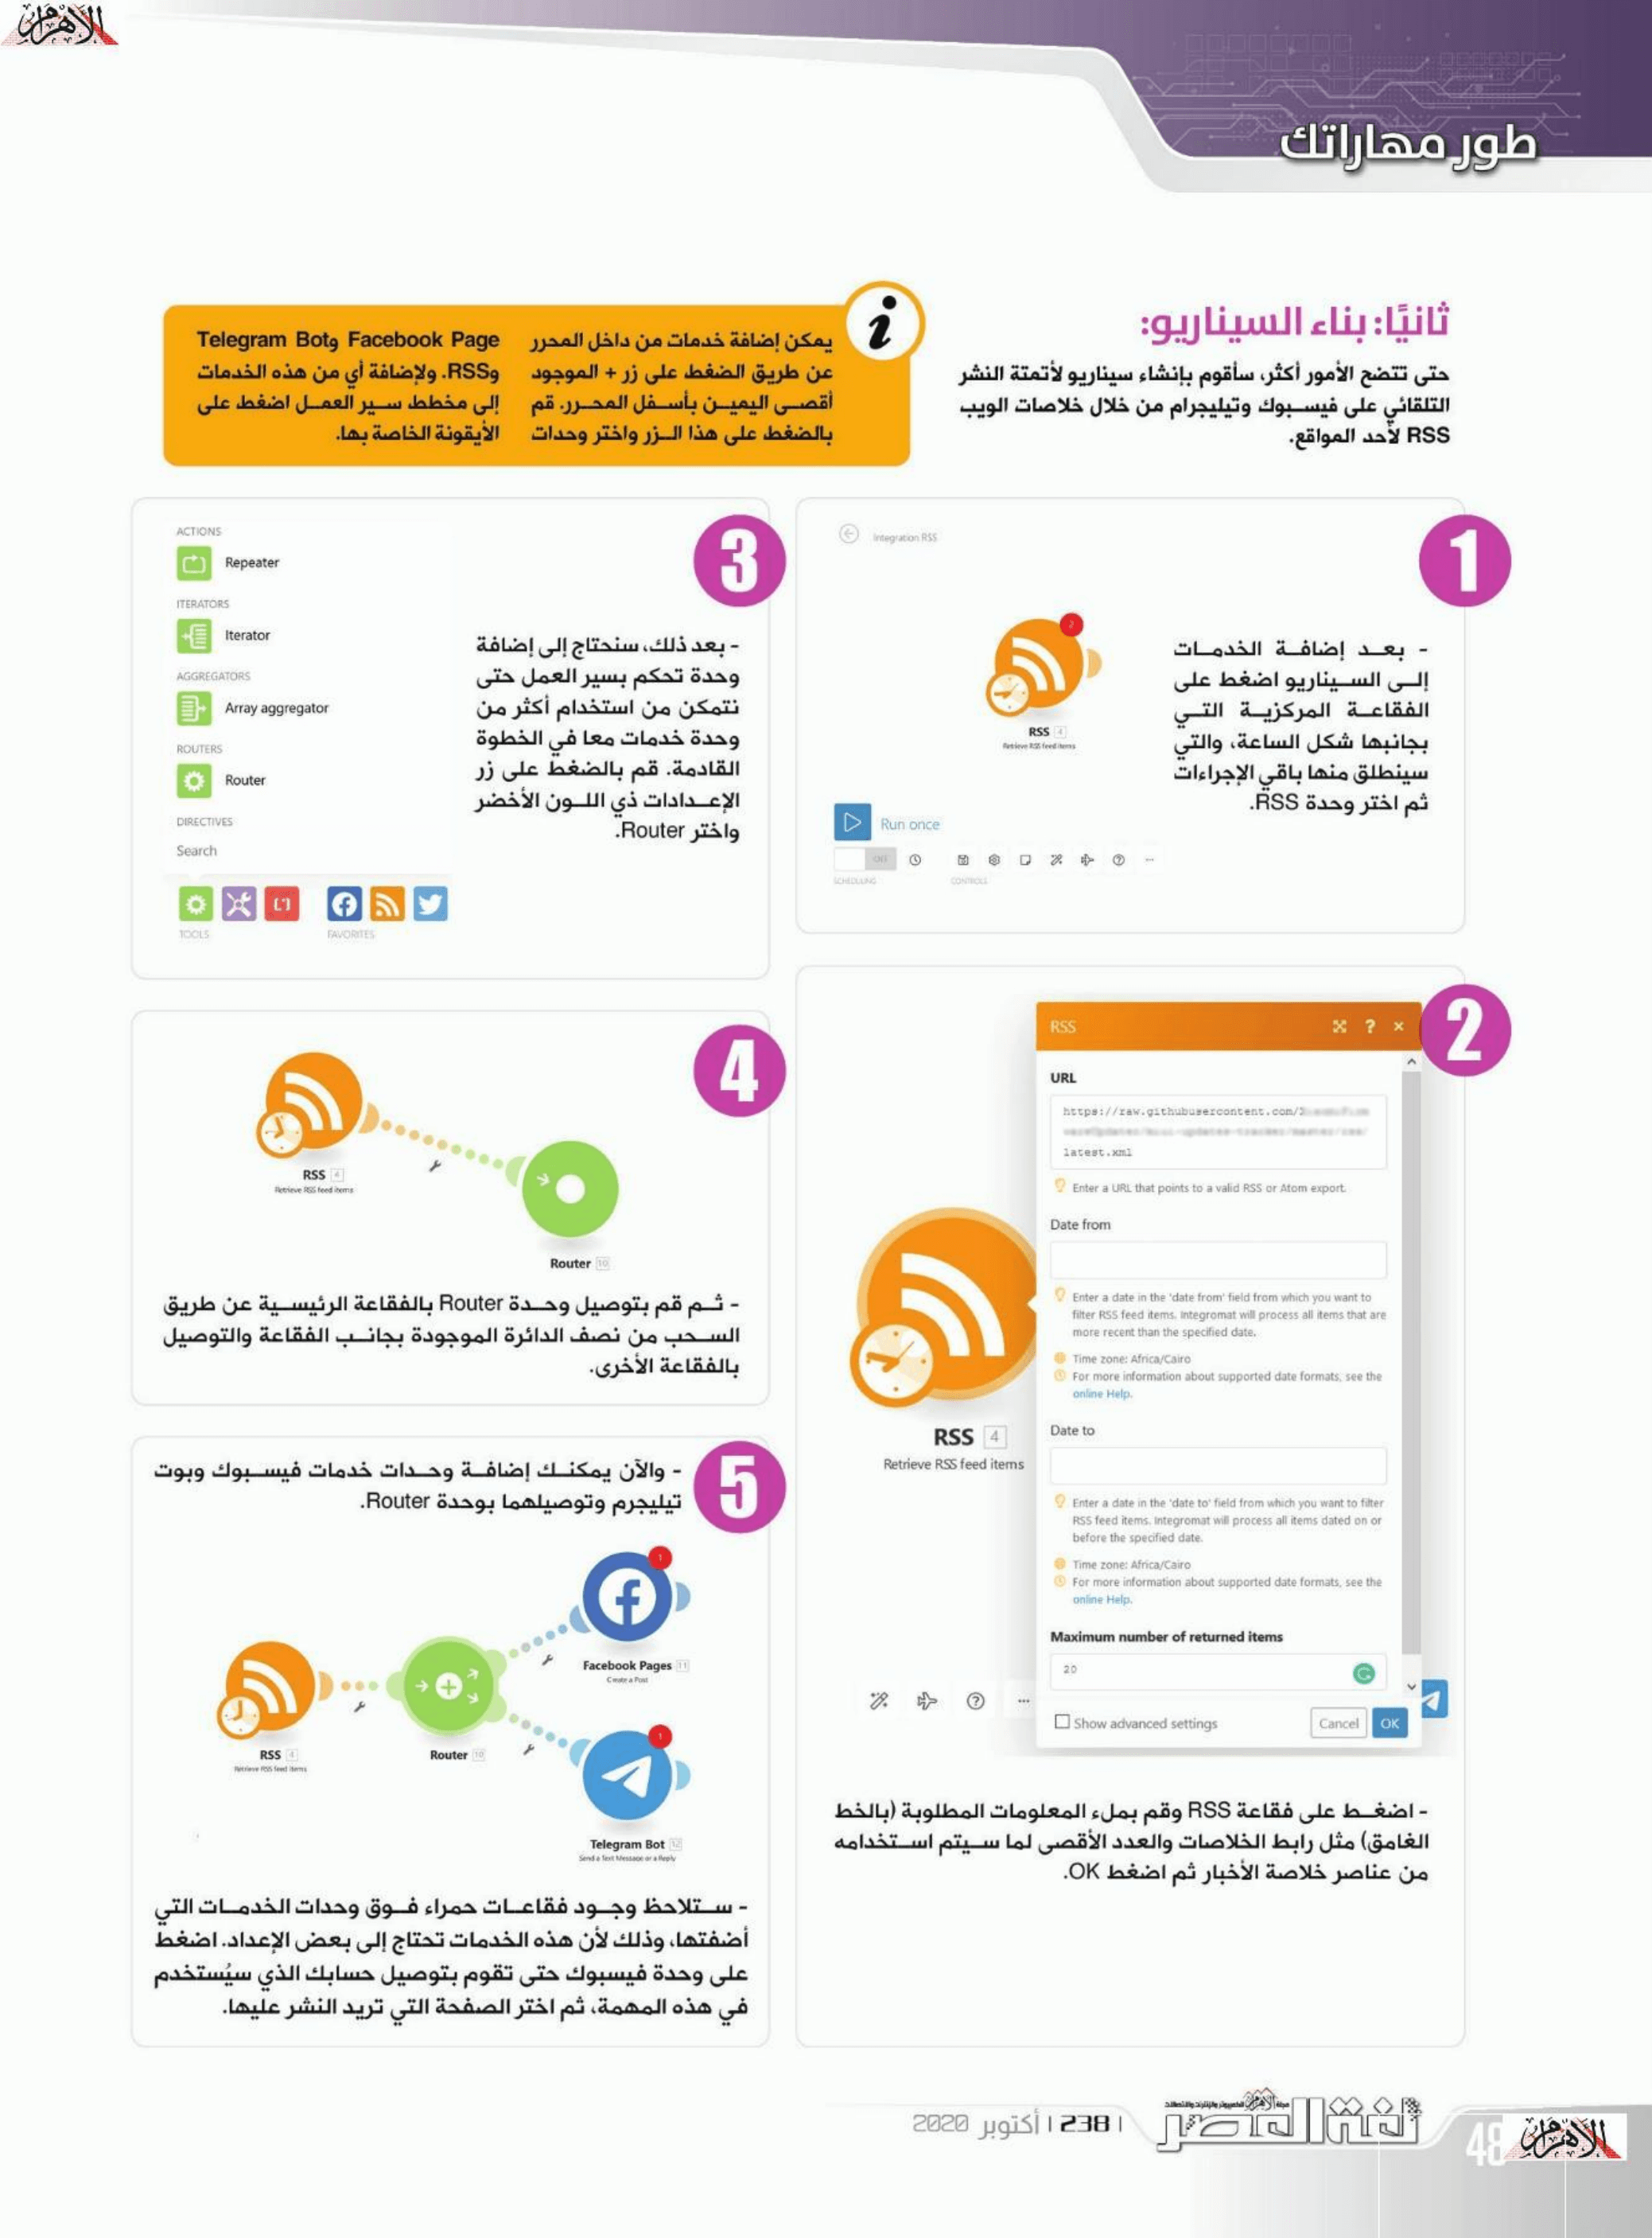 الأهرام
طور مهاراتك
ثانيًا: بناء السيناريو:
حتى تتضح الأمور أكثر، سأقوم بإنشاء سيناريو لأتمتة النشر
التلقائي على فيسبوك وتيليجرام من خلال خلاصات الويب
RSS لأحد المواقع.
يمكن إضافة خدمات من داخل المحرر
عن طريق الضغط على زر + الموجود
أقصى اليمين بأسفل المحرر. قم
بالضغط على هذا الزر واختر وحدات
Facebook Page وTelegram Bot
وRSS. ولإضافة أي من هذه الخدمات
إلى مخطط سير العمل اضغط على
الأيقونة الخاصة بها.
1
Integration RSS
2
RSS 4
Retrieve RSS feed items
Run once
OFF
SCHEDULING
CONTROLS
- بعد إضافة الخدمات
إلى السيناريو اضغط على
الفقاعة المركزية التي
بجانبها شكل الساعة، والتي
سينطلق منها باقي الإجراءات
ثم اختر وحدة RSS.
2
RSS
URL
https://raw.githubusercontent.com/
latest.xml
Enter a URL that points to a valid RSS or Atom export.
Date from
Enter a date in the 'date from' field from which you want to
filter RSS feed items. Integromat will process all items that are
more recent than the specified date.
Time zone: Africa/Cairo
For more information about supported date formats, see the
online Help.
Date to
Enter a date in the 'date to' field from which you want to filter
RSS feed items. Integromat will process all items dated on or
before the specified date.
Time zone: Africa/Cairo
For more information about supported date formats, see the
online Help.
Maximum number of returned items
20
Show advanced settings
Cancel
OK
RSS 4
Retrieve RSS feed items
- اضغط على فقاعة RSS وقم بملء المعلومات المطلوبة (بالخط
الغامق) مثل رابط الخلاصات والعدد الأقصى لما سيتم استخدامه
من عناصر خلاصة الأخبار ثم اضغط OK.
3
ACTIONS
Repeater
ITERATORS
Iterator
AGGREGATORS
Array aggregator
ROUTERS
Router
DIRECTIVES
Search
TOOLS
FAVORITES
- بعد ذلك، سنحتاج إلى إضافة
وحدة تحكم بسير العمل حتى
نتمكن من استخدام أكثر من
وحدة خدمات معا في الخطوة
القادمة. قم بالضغط على زر
الإعدادات ذي اللون الأخضر
واختر Router.
4
RSS 4
Retrieve RSS feed items
Router 10
- ثم قم بتوصيل وحدة Router بالفقاعة الرئيسية عن طريق
السحب من نصف الدائرة الموجودة بجانب الفقاعة والتوصيل
بالفقاعة الأخرى.
5
- والآن يمكنك إضافة وحدات خدمات فيسبوك وبوت
تيليجرم وتوصيلهما بوحدة Router.
1
Facebook Pages 11
Create a Post
RSS 4
Retrieve RSS feed items
Router 10
1
Telegram Bot 12
Send a Text Message or a Reply
- ستلاحظ وجود فقاعات حمراء فوق وحدات الخدمات التي
أضفتها، وذلك لأن هذه الخدمات تحتاج إلى بعض الإعداد. اضغط
على وحدة فيسبوك حتى تقوم بتوصيل حسابك الذي سيُستخدم
في هذه المهمة، ثم اختر الصفحة التي تريد النشر عليها.
| 238 | أكتوبر 2020
لغة العصر
48
الأهرام